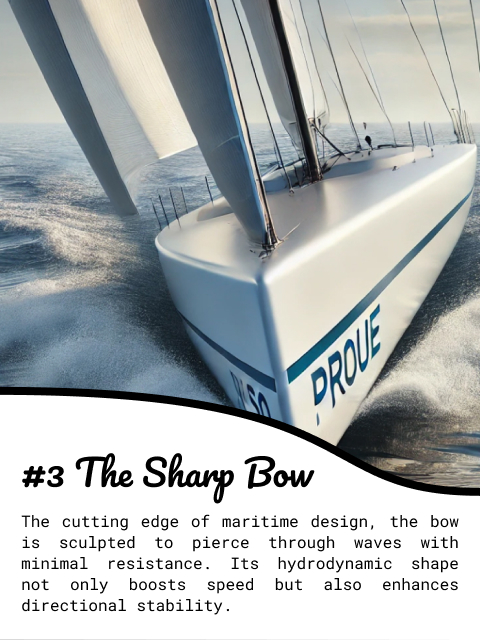 PROUE
#3 The Sharp Bow
The cutting edge of maritime design, the bow
is sculpted to pierce through waves with
minimal resistance. Its hydrodynamic shape
not only boosts speed but also enhances
directional stability.